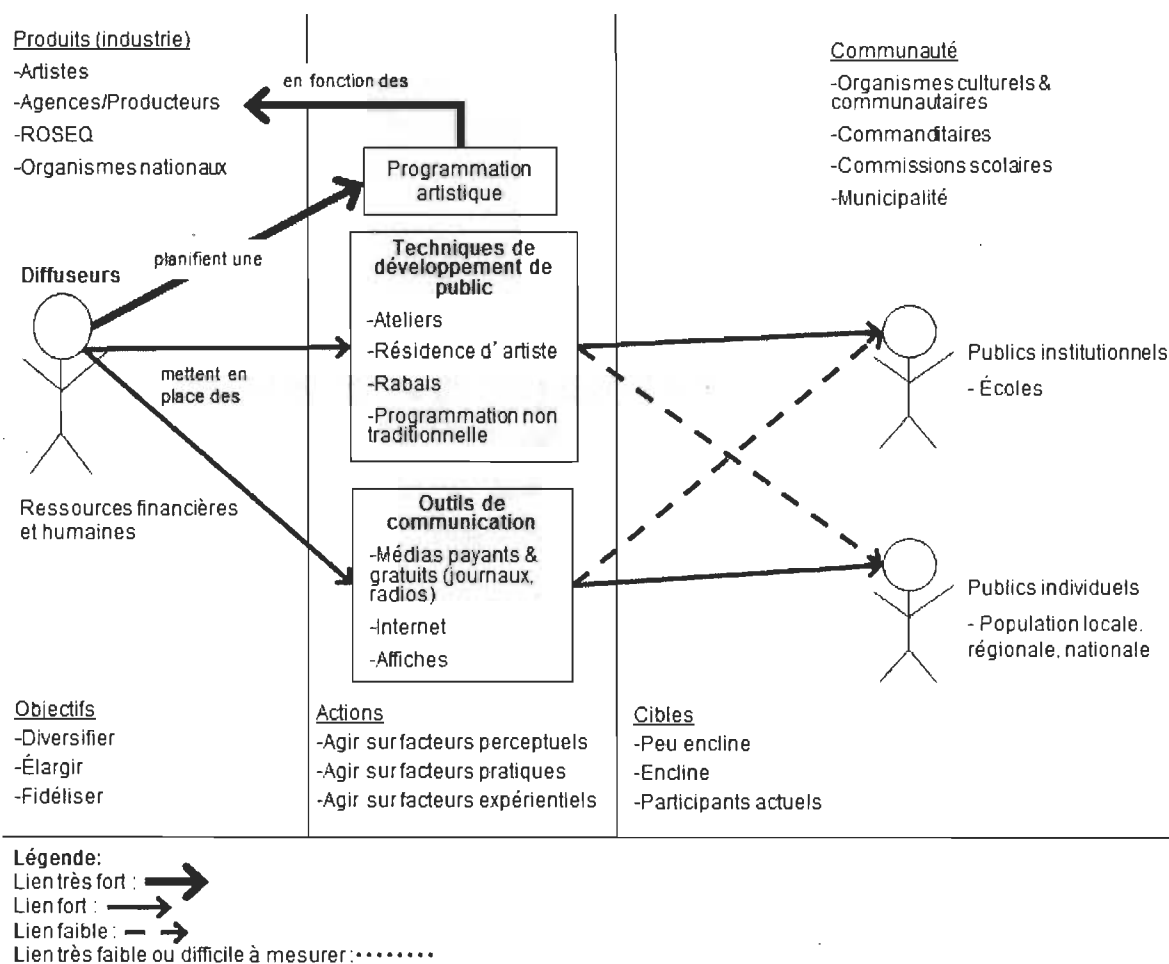 Produits (industrie)
-Artistes
-Agences/Producteurs
-ROSEQ
-Organismes nationaux
en fonction des
Programmation
artistique
Communauté
-Organismes culturels &
communautaires
-Commanditaires
-Commissions scolaires
-Municipalité
planifient une
Diffuseurs
mettent en
place des
Ressources financières
et humaines
Techniques de
développement de
public
-Ateliers
-Résidence d'artiste
-Rabais
-Programmation non
traditionnelle
Outils de
communication
-Médias payants &
gratuits (journaux,
radios)
-Internet
-Affiches
Publics institutionnels
- Écoles
Publics individuels
- Population locale,
régionale, nationale
Objectifs
-Diversifier
-Élargir
-Fidéliser
Actions
-Agir sur facteurs perceptuels
-Agir sur facteurs pratiques
-Agir sur facteurs expérientiels
Cibles
-Peu encline
-Encline
-Participants actuels
Légende:
Lien très fort :
Lien fort :
Lien faible :
Lien très faible ou difficile à mesurer :